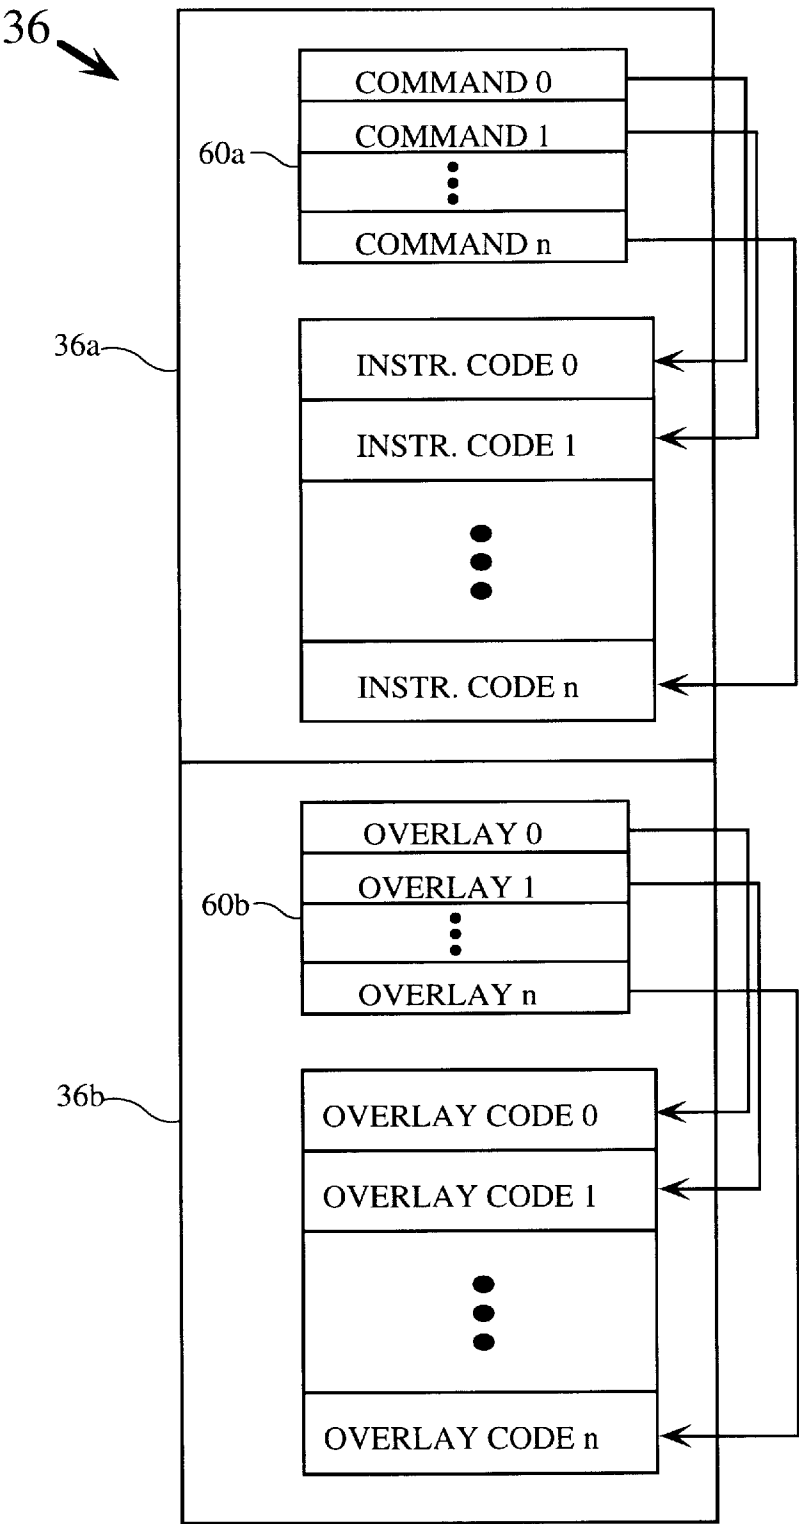 36
COMMAND 0
COMMAND 1
60a
COMMAND n
36a
INSTR. CODE 0
INSTR. CODE 1
INSTR. CODE n
OVERLAY 0
OVERLAY 1
60b
OVERLAY n
36b
OVERLAY CODE 0
OVERLAY CODE 1
OVERLAY CODE n